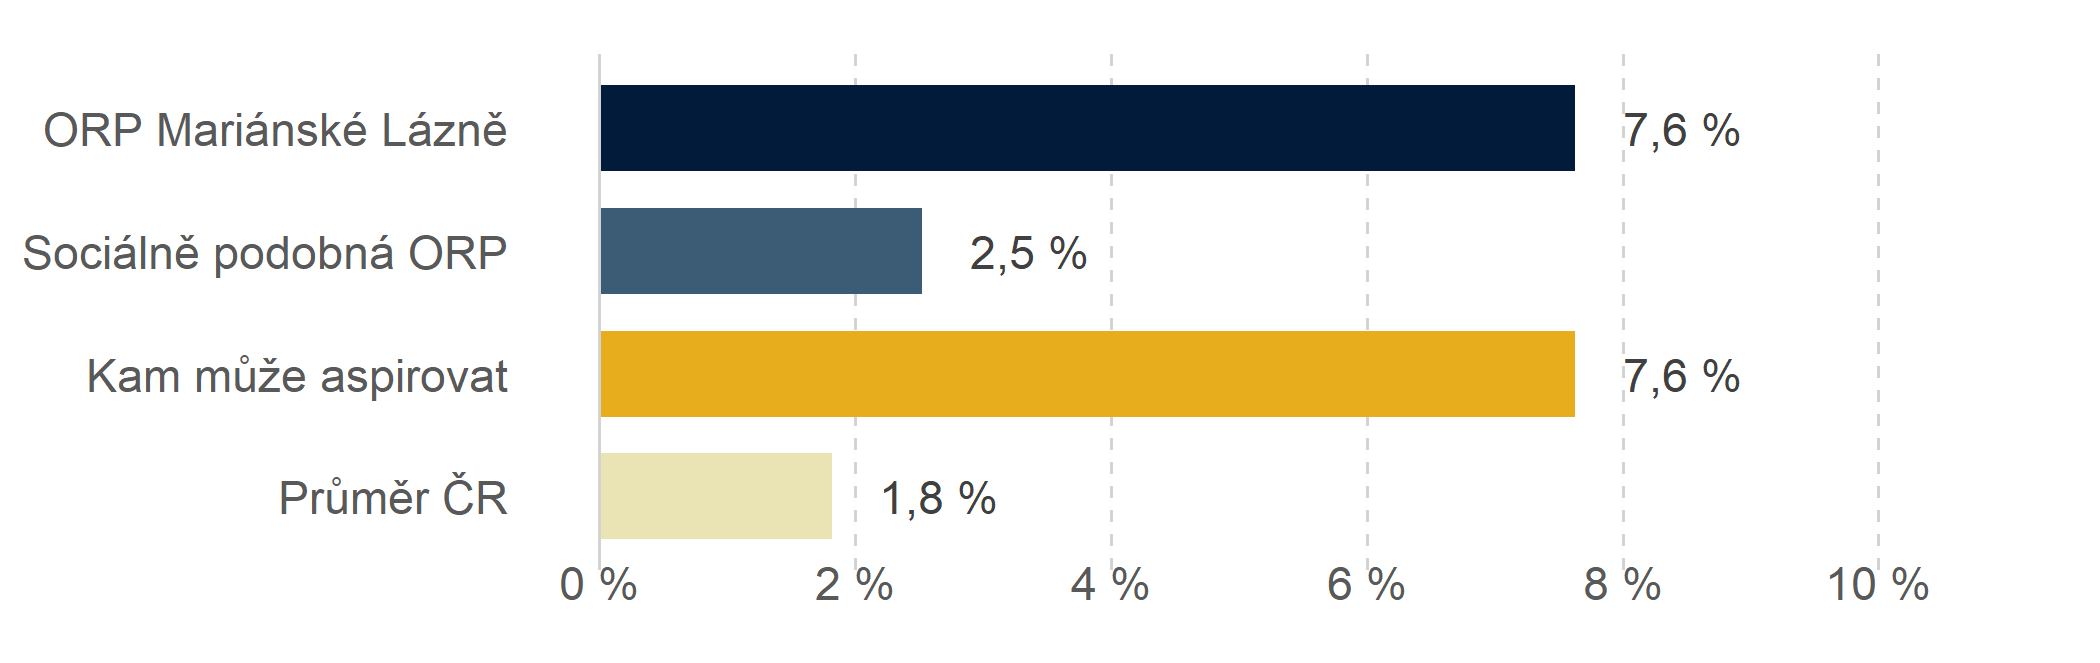 ORP Mariánské Lázně 7,6 %
Sociálně podobná ORP 2,5 %
Kam může aspirovat 7,6 %
Průměr ČR 1,8 %
0 % 2 % 4 % 6 % 8 % 10 %